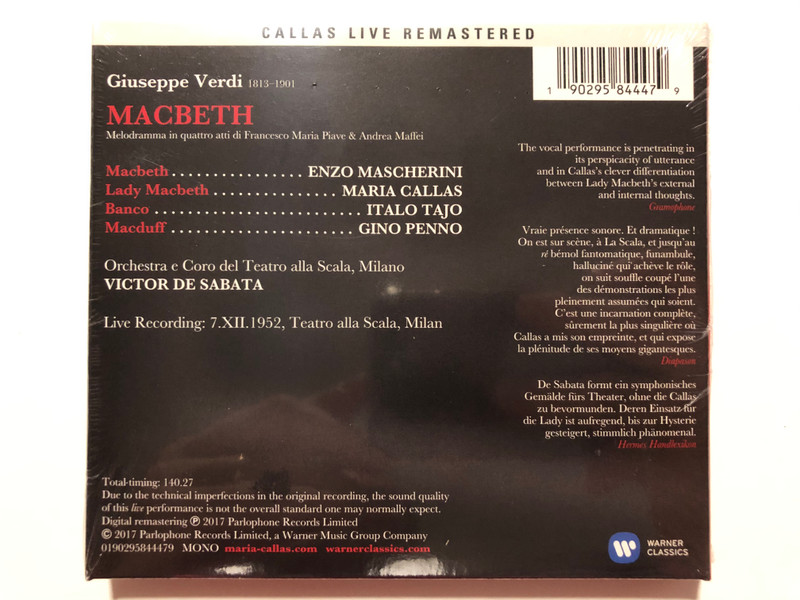 CALLAS LIVE REMASTERED
Giuseppe Verdi 1813–1901
MACBETH
Melodramma in quattro atti di Francesco Maria Piave & Andrea Maffei
Macbeth . . . . . . . . . . . . . . . . ENZO MASCHERINI
Lady Macbeth . . . . . . . . . . . . . . . MARIA CALLAS
Banco . . . . . . . . . . . . . . . . . . . . . . . . . ITALO TAJO
Macduff . . . . . . . . . . . . . . . . . . . . . . GINO PENNO
Orchestra e Coro del Teatro alla Scala, Milano
VICTOR DE SABATA
Live Recording: 7.XII.1952, Teatro alla Scala, Milan
1 90295 84447 9
The vocal performance is penetrating in
its perspicacity of utterance
and in Callas's clever differentiation
between Lady Macbeth's external
and internal thoughts.
Gramophone
Vraie présence sonore. Et dramatique !
On est sur scène, à La Scala, et jusqu'au
ré bémol fantomatique, funambule,
halluciné qui achève le rôle,
on suit souffle coupé l'une
des démonstrations les plus
pleinement assumées qui soient.
C'est une incarnation complète,
sûrement la plus singulière où
Callas a mis son empreinte, et qui expose
la plénitude de ses moyens gigantesques.
Diapason
De Sabata formt ein symphonisches
Gemälde fürs Theater, ohne die Callas
zu bevormunden. Deren Einsatz für
die Lady ist aufregend, bis zur Hysterie
gesteigert, stimmlich phänomenal.
Hermes Handlexikon
Total-timing: 140.27
Due to the technical imperfections in the original recording, the sound quality
of this live performance is not the overall standard one may normally expect.
Digital remastering ℗ 2017 Parlophone Records Limited
© 2017 Parlophone Records Limited, a Warner Music Group Company
0190295844479 MONO maria-callas.com warnerclassics.com
WARNER
CLASSICS